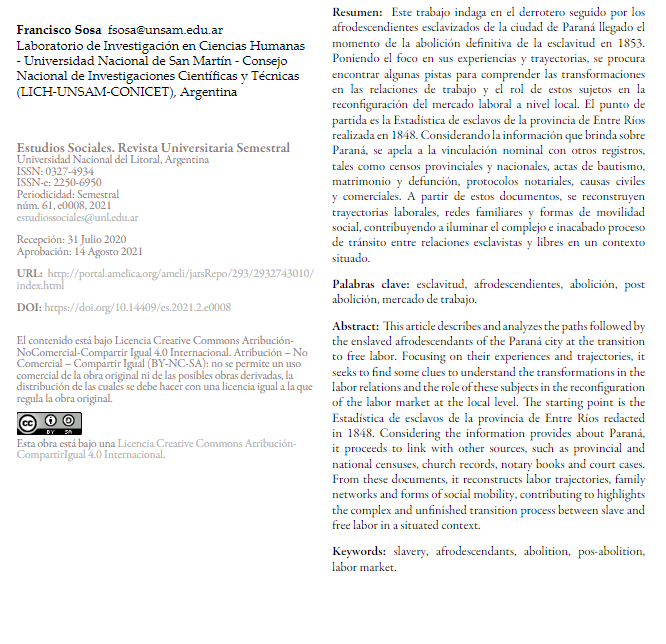 Francisco Sosa fsosa@unsam.edu.ar
Laboratorio de Investigación en Ciencias Humanas
- Universidad Nacional de San Martín - Consejo
Nacional de Investigaciones Científicas y Técnicas
(LICH-UNSAM-CONICET), Argentina
Estudios Sociales. Revista Universitaria Semestral
Universidad Nacional del Litoral, Argentina
ISSN: 0327-4934
ISSN-e: 2250-6950
Periodicidad: Semestral
núm. 61, e0008, 2021
estudiossociales@unl.edu.ar
Recepción: 31 Julio 2020
Aprobación: 14 Agosto 2021
URL: http://portal.amelica.org/ameli/jatsRepo/293/2932743010/
index.html
DOI: https://doi.org/10.14409/es.2021.2.e0008
El contenido está bajo Licencia Creative Commons Atribución-
NoComercial-Compartir Igual 4.0 Internacional. Atribución – No
Comercial – Compartir Igual (BY-NC-SA): no se permite un uso
comercial de la obra original ni de las posibles obras derivadas, la
distribución de las cuales se debe hacer con una licencia igual a la que
regula la obra original.
cc BY SA
Esta obra está bajo una Licencia Creative Commons Atribución-
CompartirIgual 4.0 Internacional.
Resumen: Este trabajo indaga en el derrotero seguido por los
afrodescendientes esclavizados de la ciudad de Paraná llegado el
momento de la abolición definitiva de la esclavitud en 1853.
Poniendo el foco en sus experiencias y trayectorias, se procura
encontrar algunas pistas para comprender las transformaciones
en las relaciones de trabajo y el rol de estos sujetos en la
reconfiguración del mercado laboral a nivel local. El punto de
partida es la Estadística de esclavos de la provincia de Entre Ríos
realizada en 1848. Considerando la información que brinda sobre
Paraná, se apela a la vinculación nominal con otros registros,
tales como censos provinciales y nacionales, actas de bautismo,
matrimonio y defunción, protocolos notariales, causas civiles
y comerciales. A partir de estos documentos, se reconstruyen
trayectorias laborales, redes familiares y formas de movilidad
social, contribuyendo a iluminar el complejo e inacabado proceso
de tránsito entre relaciones esclavistas y libres en un contexto
situado.
Palabras clave: esclavitud, afrodescendientes, abolición, post
abolición, mercado de trabajo.
Abstract: This article describes and analyzes the paths followed by
the enslaved afrodescendants of the Paraná city at the transition
to free labor. Focusing on their experiences and trajectories, it
seeks to find some clues to understand the transformations in the
labor relations and the role of these subjects in the reconfiguration
of the labor market at the local level. The starting point is the
Estadística de esclavos de la provincia de Entre Ríos redacted
in 1848. Considering the information provides about Paraná,
it proceeds to link with other sources, such as provincial and
national censuses, church records, notary books and court cases.
From these documents, it reconstructs labor trajectories, family
networks and forms of social mobility, contributing to highlights
the complex and unfinished transition process between slave and
free labor in a situated context.
Keywords: slavery, afrodescendants, abolition, pos-abolition,
labor market.